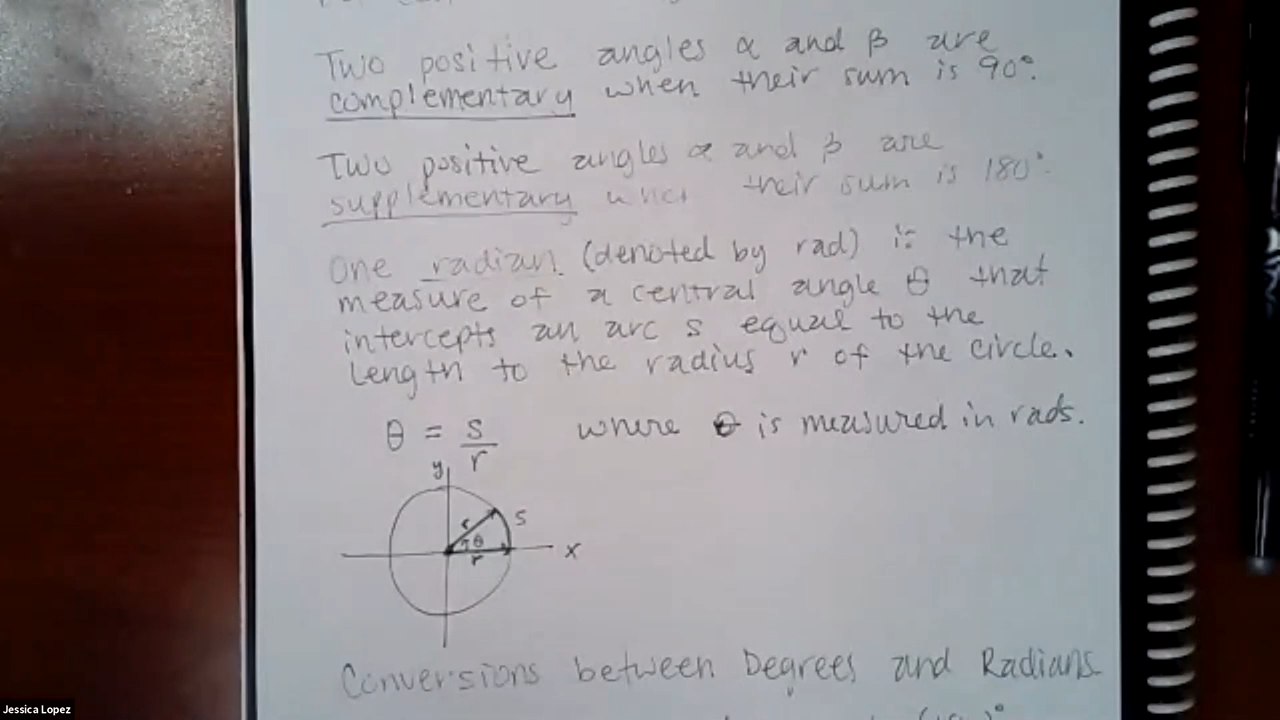 Two positive angles α and β are
complementary when their sum is 90°.
Two positive angles α and β are
supplementary when their sum is 180°.
One radian (denoted by rad) is the
measure of a central angle θ that
intercepts an arc s equal to the
length to the radius r of the circle.
θ = s/r where θ is measured in rads.
y
r s
θ
r x
Conversions between Degrees and Radians
Jessica Lopez